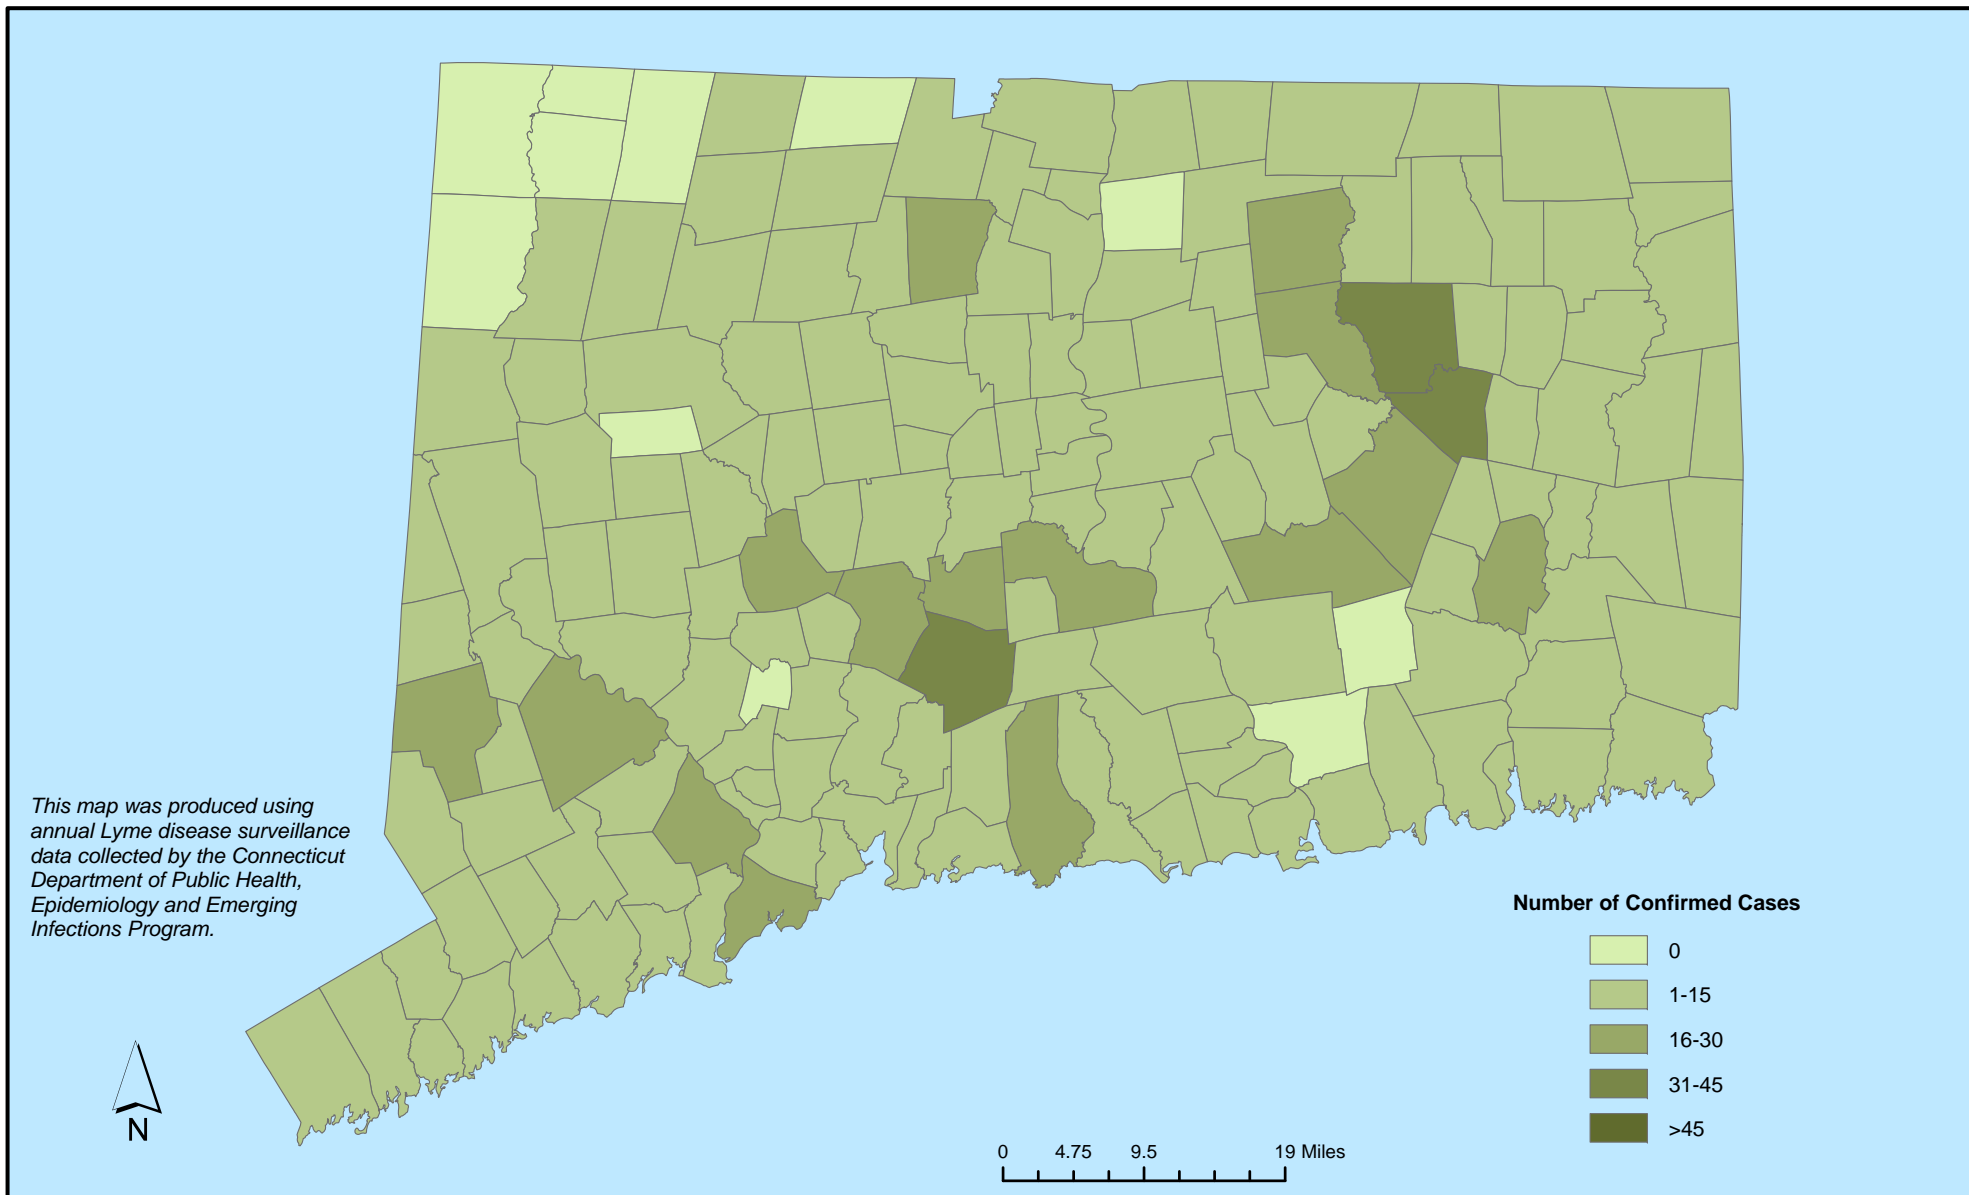 This map was produced using
annual Lyme disease surveillance
data collected by the Connecticut
Department of Public Health,
Epidemiology and Emerging
Infections Program.
Number of Confirmed Cases
0
1-15
16-30
31-45
>45
N
0 4.75 9.5 19 Miles